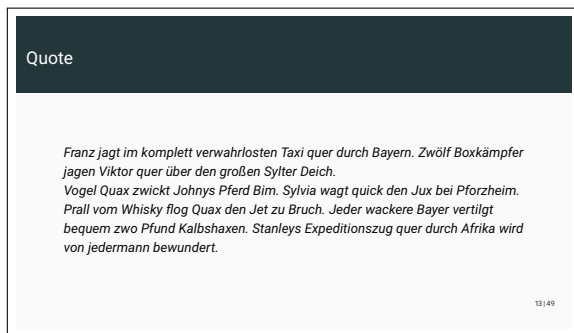 Quote
Franz jagt im komplett verwahrlosten Taxi quer durch Bayern. Zwölf Boxkämpfer
jagen Viktor quer über den großen Sylter Deich.
Vogel Quax zwickt Johnys Pferd Bim. Sylvia wagt quick den Jux bei Pforzheim.
Prall vom Whisky flog Quax den Jet zu Bruch. Jeder wackere Bayer vertilgt
bequem zwo Pfund Kalbshaxen. Stanleys Expeditionszug quer durch Afrika wird
von jedermann bewundert.
13|49